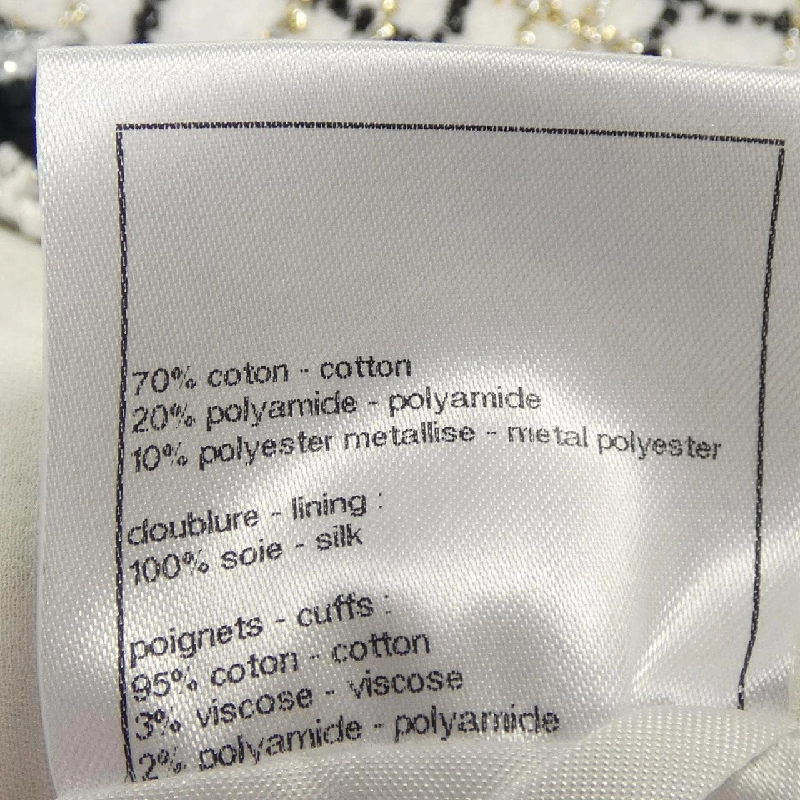 70% coton - cotton
20% polyamide - polyamide
10% polyester metallise - metal polyester
doublure - lining :
100% soie - silk
poignets - cuffs :
95% coton - cotton
3% viscose - viscose
2% polyamide - polyamide